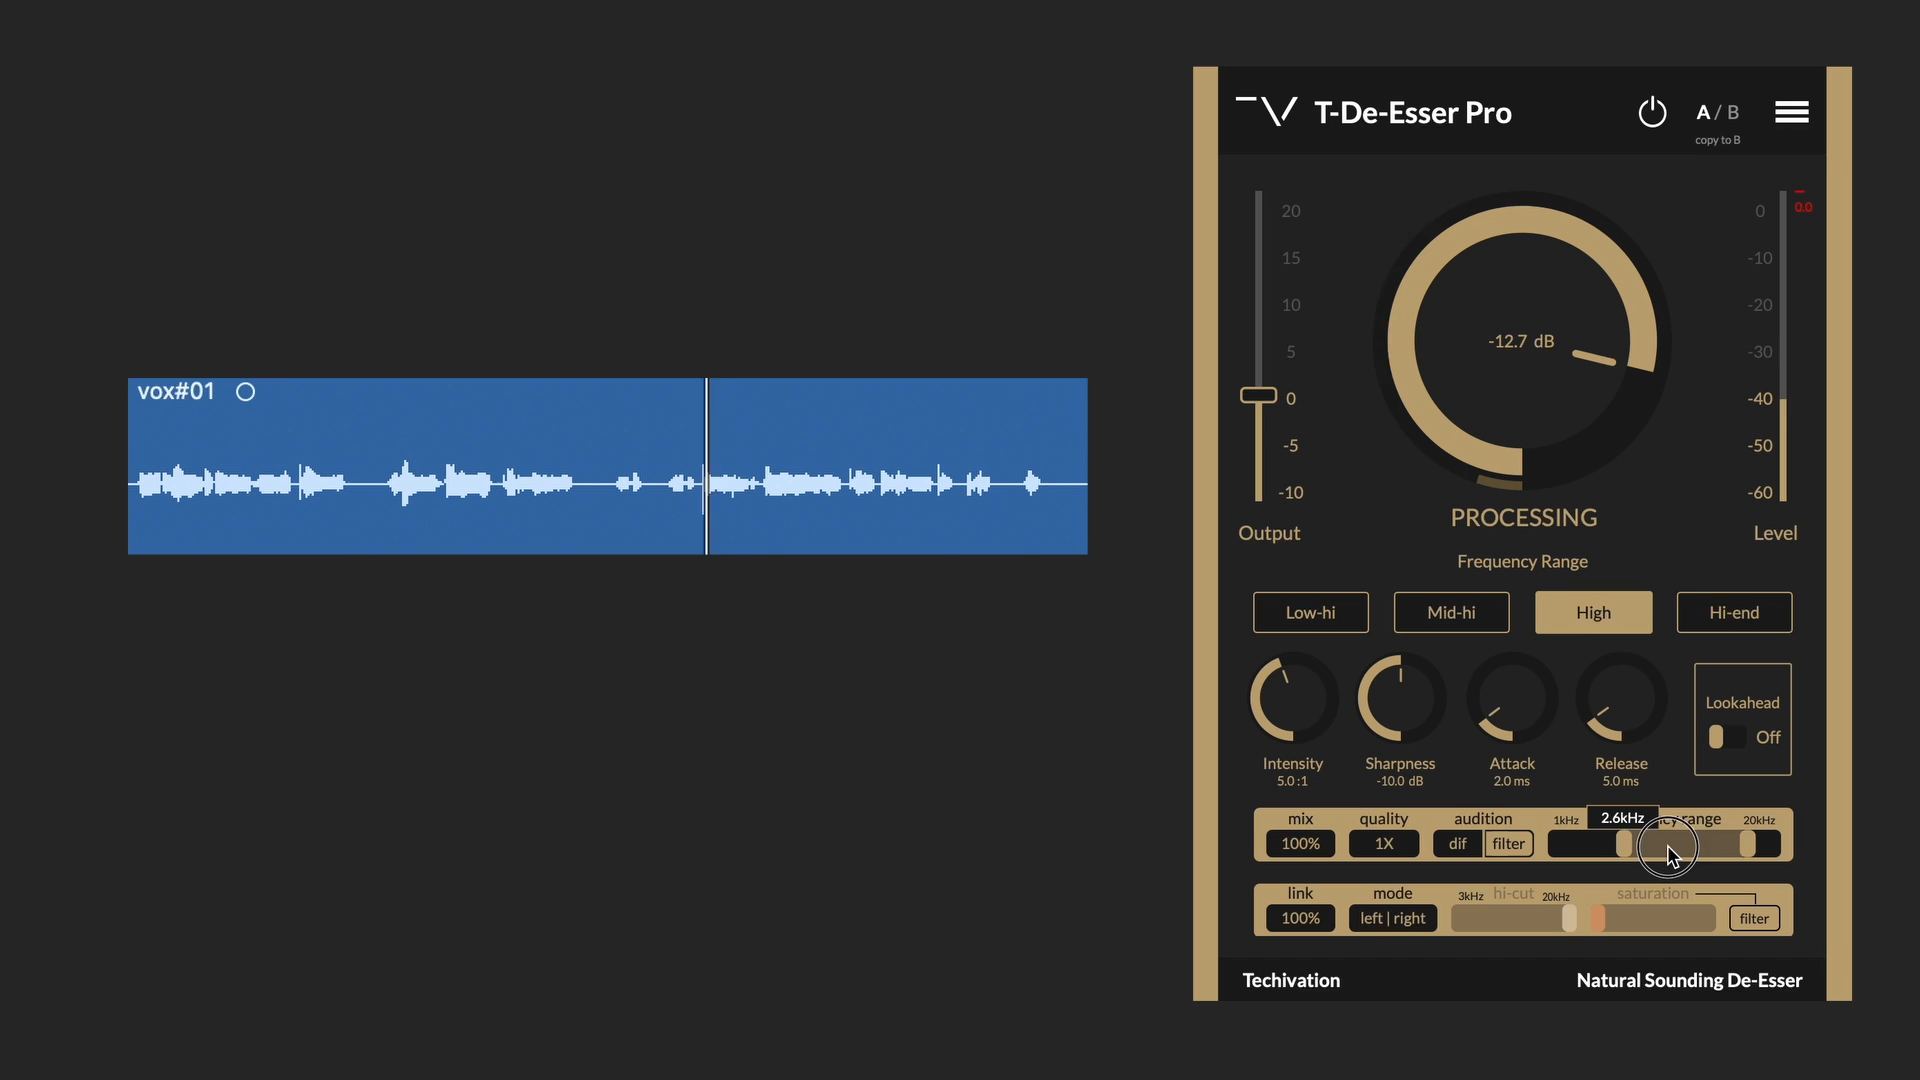 vox#01
T-De-Esser Pro
A / B
copy to B
20
15
10
5
0
-5
-10
Output
-12.7 dB
0.0
0
-10
-20
-30
-40
-50
-60
Level
PROCESSING
Frequency Range
Low-hi
Mid-hi
High
Hi-end
Intensity
5.0:1
Sharpness
-10.0 dB
Attack
2.0 ms
Release
5.0 ms
Lookahead
Off
mix
100%
quality
1X
audition
dif
filter
1kHz
2.6kHz
range
20kHz
link
100%
mode
left | right
3kHz
hi-cut
20kHz
saturation
filter
Techivation
Natural Sounding De-Esser